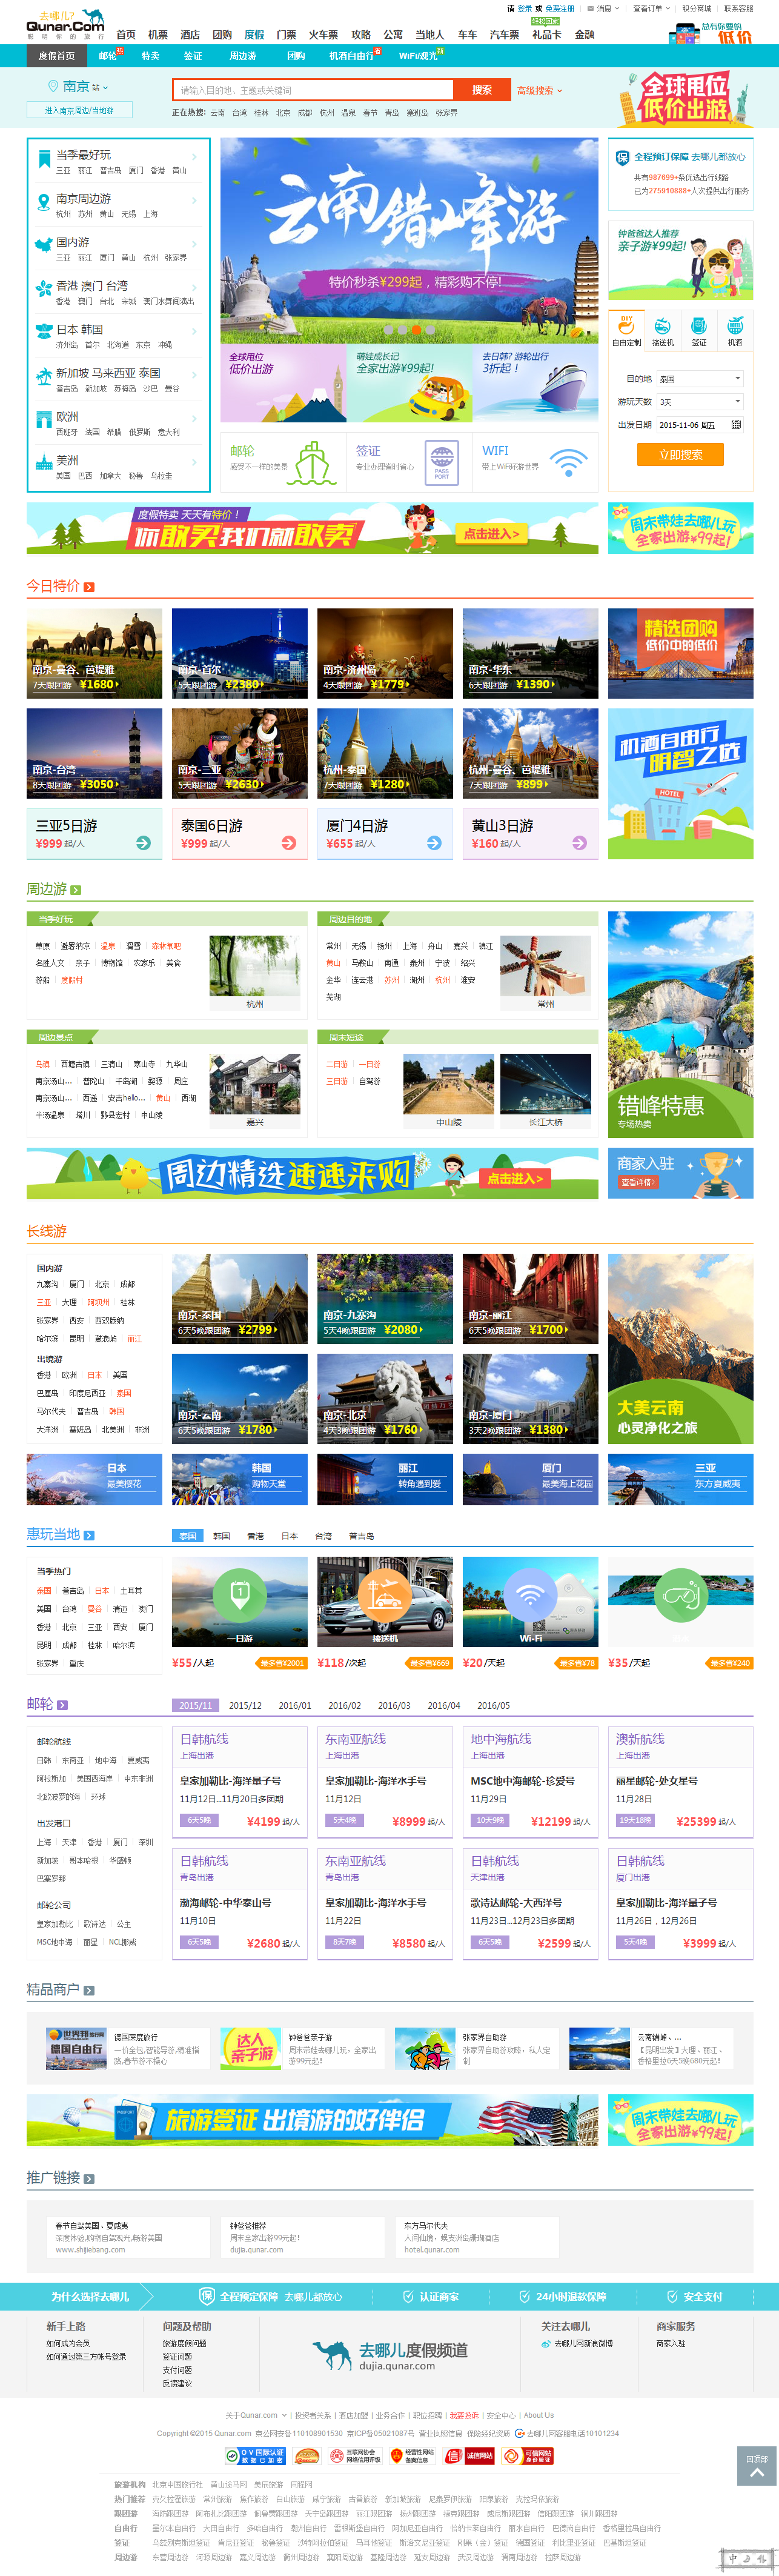 去哪儿?
Qunar.Com
聪明你的旅行
请 登录 或 免费注册 消息 查看订单 积分商城 联系客服
首页 机票 酒店 团购 度假 门票 火车票 攻略 公寓 当地人 车车 汽车票 礼品卡 金融
度假首页 邮轮 特卖 签证 周边游 团购 机酒自由行 WiFi/观光
南京 站
进入南京周边/当地游
请输入目的地、主题或关键词 搜索 高级搜索
正在热搜: 云南 台湾 桂林 北京 成都 杭州 温泉 春节 青岛 塞班岛 张家界
全球甩位
低价出游
当季最好玩
三亚 丽江 普吉岛 厦门 香港 黄山
南京周边游
杭州 苏州 黄山 无锡 上海
国内游
三亚 丽江 厦门 黄山 杭州 张家界
香港 澳门 台湾
香港 澳门 台北 宋城 澳门水舞间演出
日本 韩国
济州岛 首尔 北海道 东京 冲绳
新加坡 马来西亚 泰国
普吉岛 新加坡 苏梅岛 沙巴 曼谷
欧洲
西班牙 法国 希腊 俄罗斯 意大利
美洲
美国 巴西 加拿大 秘鲁 马拉圭
云南错峰游
特价秒杀¥299起，精彩购不停!
全球甩位
低价出游
萌娃成长记
全家出游¥99起!
去日韩? 游轮出行
3折起!
邮轮
感受不一样的美景
签证
专业办理省时省心
PASS PORT
WIFI
带上WiFi环游世界
全程预订保障 去哪儿都放心
共有987699+条优选出行线路
已为275910888+人次提供出行服务
钟爸爸达人推荐
亲子游¥99起!
自由定制 接送机 签证 机酒
目的地 泰国
游玩天数 3天
出发日期 2015-11-06 周五
立即搜索
度假特卖 天天有特价!
你敢买我们就敢卖
点击进入>
周末带娃去哪儿玩
全家出游¥99起!
今日特价
南京-曼谷、芭堤雅
7天跟团游 ¥1680
南京-首尔
5天跟团游 ¥2380
南京-济州岛
4天跟团游 ¥1779
南京-华东
6天跟团游 ¥1390
精选团购
低价中的低价
南京-台湾
8天跟团游 ¥3050
南京-三亚
5天跟团游 ¥2630
杭州-泰国
7天跟团游 ¥1280
杭州-曼谷、芭堤雅
7天跟团游 ¥899
机酒自由行
明智之选
HOTEL
三亚5日游
¥999 起/人
泰国6日游
¥999 起/人
厦门4日游
¥655 起/人
黄山3日游
¥160 起/人
周边游
当季好玩
草原 避暑纳凉 温泉 滑雪 森林氧吧
名胜人文 亲子 博物馆 农家乐 美食
游船 度假村
杭州
周边目的地
常州 无锡 扬州 上海 舟山 嘉兴 镇江
黄山 马鞍山 南通 泰州 宁波 绍兴
金华 连云港 苏州 湖州 杭州 淮安
芜湖
常州
周边景点
乌镇 西塘古镇 三清山 寒山寺 九华山
南京汤山... 普陀山 千岛湖 婺源 周庄
南京汤山... 西递 安吉hello... 黄山 西湖
半汤温泉 塔川 黟县宏村 中山陵
嘉兴
周末短途
二日游 一日游
三日游 自驾游
中山陵
长江大桥
错峰特惠
专场热卖
周边精选 速速来购
点击进入>
商家入驻
查看详情>
长线游
国内游
九寨沟 厦门 北京 成都
三亚 大理 阿坝州 桂林
张家界 西安 西双版纳
哈尔滨 昆明 鼓浪屿 丽江
出境游
香港 欧洲 日本 美国
巴厘岛 印度尼西亚 泰国
马尔代夫 普吉岛 韩国
大洋洲 塞班岛 北美洲 非洲
南京-泰国
6天5晚跟团游 ¥2799
南京-九寨沟
5天4晚跟团游 ¥2080
南京-丽江
6天5晚跟团游 ¥1700
南京-云南
6天5晚跟团游 ¥1780
南京-北京
4天3晚跟团游 ¥1760
南京-厦门
3天2晚跟团游 ¥1380
大美云南
心灵净化之旅
日本
最美樱花
韩国
购物天堂
丽江
转角遇到爱
厦门
最美海上花园
三亚
东方夏威夷
惠玩当地
泰国 韩国 香港 日本 台湾 普吉岛
当季热门
泰国 普吉岛 日本 土耳其
美国 台湾 曼谷 清迈 澳门
香港 北京 三亚 西安 厦门
昆明 成都 桂林 哈尔滨
张家界 重庆
一日游
¥55/人起 最多省¥2001
接送机
¥118/次起 最多省¥669
Wi-Fi
¥20/天起 最多省¥78
¥35/天起 最多省¥240
邮轮
2015/11 2015/12 2016/01 2016/02 2016/03 2016/04 2016/05
邮轮航线
日韩 东南亚 地中海 夏威夷
阿拉斯加 美国西海岸 中东非洲
北欧波罗的海 环球
出发港口
上海 天津 香港 厦门 深圳
新加坡 哥本哈根 华盛顿
巴塞罗那
邮轮公司
皇家加勒比 歌诗达 公主
MSC地中海 丽星 NCL挪威
日韩航线
上海出港
皇家加勒比-海洋量子号
11月12日...11月20日多团期
6天5晚 ¥4199 起/人
东南亚航线
上海出港
皇家加勒比-海洋水手号
11月12日
5天4晚 ¥8999 起/人
地中海航线
上海出港
MSC地中海邮轮-珍爱号
11月29日
10天9晚 ¥12199 起/人
澳新航线
上海出港
丽星邮轮-处女星号
11月28日
19天18晚 ¥25399 起/人
日韩航线
青岛出港
渤海邮轮-中华泰山号
11月10日
6天5晚 ¥2680 起/人
东南亚航线
青岛出港
皇家加勒比-海洋水手号
11月22日
8天7晚 ¥8580 起/人
日韩航线
天津出港
歌诗达邮轮-大西洋号
11月23日...12月23日多团期
6天5晚 ¥2599 起/人
日韩航线
厦门出港
皇家加勒比-海洋量子号
11月26日，12月26日
5天4晚 ¥3999 起/人
精品商户
世界邦旅行网
德国自由行
德国深度旅行
一价全包,智能导游,精准指路,春节游不操心
达人
亲子游
钟爸爸亲子游
周末带娃去哪儿玩，全家出游99元起!
张家界自助游
张家界自助游攻略，私人定制
云南错峰、...
【昆明出发】大理、丽江、香格里拉6天5晚680元起!
旅游签证 出境游的好伴侣
周末带娃去哪儿玩
全家出游¥99起!
推广链接
春节自驾美国、夏威夷
深度体验,购物自驾观光,畅游美国
www.shijiebang.com
钟爸爸推荐
周末全家出游99元起!
dujia.qunar.com
东方马尔代夫
人间仙境，蜈支洲岛珊瑚酒店
hotel.qunar.com
为什么选择去哪儿 全程预定保障 去哪儿都放心 认证商家 24小时退款保障 安全支付
新手上路
如何成为会员
如何通过第三方帐号登录
问题及帮助
旅游度假问题
签证问题
支付问题
反馈建议
去哪儿度假频道
dujia.qunar.com
关注去哪儿
去哪儿网新浪微博
商家服务
商家入驻
关于Qunar.com | 投资者关系 | 酒店加盟 | 业务合作 | 职位招聘 | 我要投诉 | 安全中心 | About Us
Copyright ©2015 Qunar.com 京公网安备110108901530 京ICP备05021087号 营业执照信息 保险经纪资质 去哪儿网客服电话10101234
OV国际认证
数据已加密
互联网协会
网络信用评级
经营性网站
备案信息
诚信网站
可信网站
身份验证
回顶部
旅游机构 北京中国旅行社 黄山途马网 美景旅游 同程网